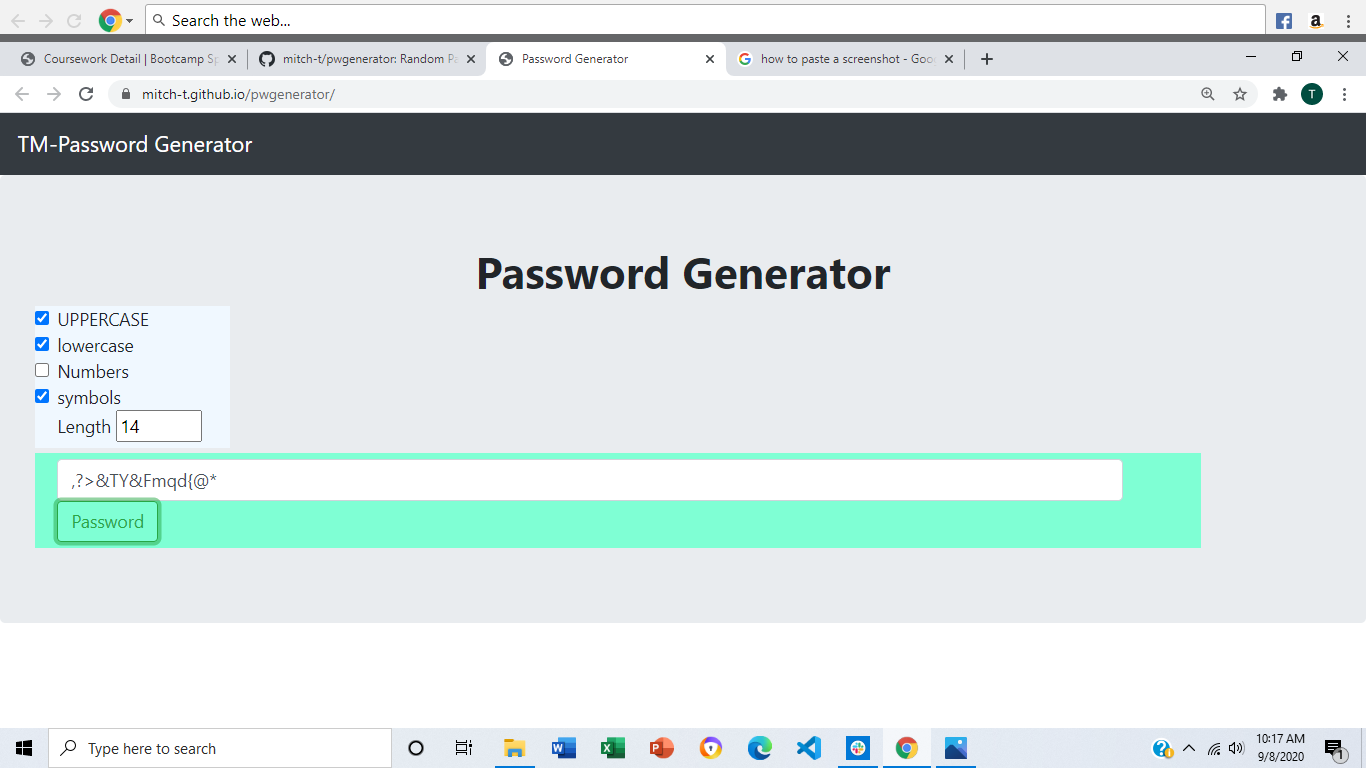 Search the web...
Coursework Detail | Bootcamp Sp
mitch-t/pwgenerator: Random Pa
Password Generator
how to paste a screenshot - Goo
mitch-t.github.io/pwgenerator/
T
TM-Password Generator
Password Generator
UPPERCASE
lowercase
Numbers
symbols
Length 14
,?>&TY&Fmqd{@*
Password
Type here to search
10:17 AM
9/8/2020
1